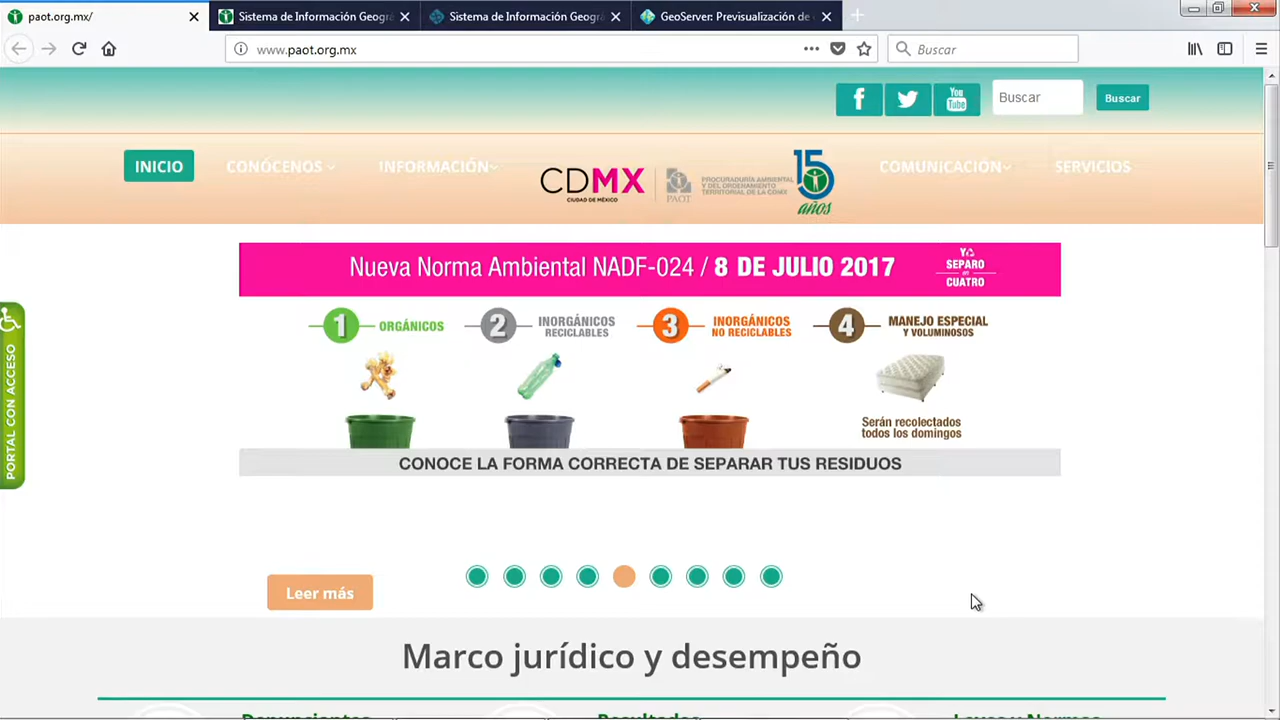 paot.org.mx/
Sistema de Información Geogr
Sistema de Información Geogr
GeoServer: Previsualización de
www.paot.org.mx
Buscar
Buscar
Buscar
INICIO
CONÓCENOS
INFORMACIÓN
CDMX
CIUDAD DE MÉXICO
PAOT
PROCURADURÍA AMBIENTAL
Y DEL ORDENAMIENTO
TERRITORIAL DE LA CDMX
15
años
COMUNICACIÓN
SERVICIOS
f
You
Tube
PORTAL CON ACCESO
Nueva Norma Ambiental NADF-024 / 8 DE JULIO 2017
YA
SEPARO
EN
CUATRO
1 ORGÁNICOS
2 INORGÁNICOS
RECICLABLES
3 INORGÁNICOS
NO RECICLABLES
4 MANEJO ESPECIAL
Y VOLUMINOSOS
Serán recolectados
todos los domingos
CONOCE LA FORMA CORRECTA DE SEPARAR TUS RESIDUOS
Leer más
Marco jurídico y desempeño
Denunciantes
Resultados
Leyes y Normas